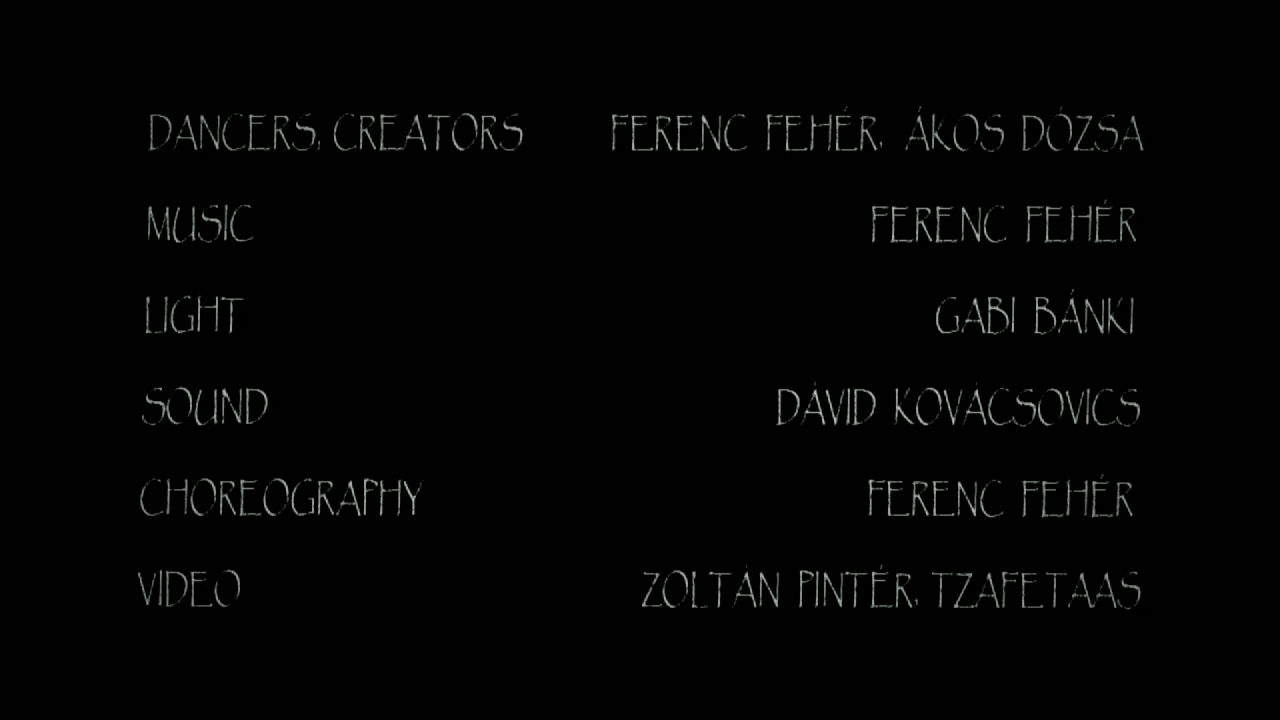 DANCERS, CREATORS FERENC FEHÉR, ÁKOS DÓZSA
MUSIC FERENC FEHÉR
LIGHT GABI BÁNKI
SOUND DÁVID KOVÁCSOVICS
CHOREOGRAPHY FERENC FEHÉR
VIDEO ZOLTÁN PINTÉR, TZAFETAAS